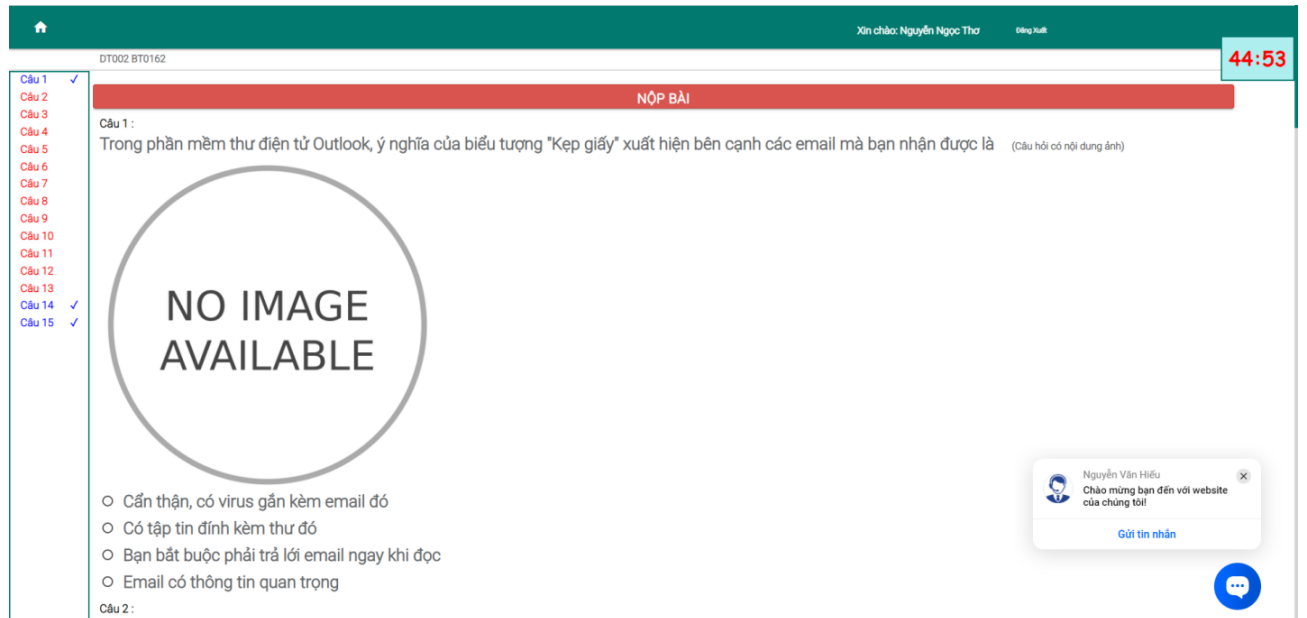 Xin chào: Nguyễn Ngọc Thơ Đăng Xuất
DT002 BT0162
44:53
Câu 1 ✓
Câu 2
Câu 3
Câu 4
Câu 5
Câu 6
Câu 7
Câu 8
Câu 9
Câu 10
Câu 11
Câu 12
Câu 13
Câu 14 ✓
Câu 15 ✓
NỘP BÀI
Câu 1 :
Trong phần mềm thư điện tử Outlook, ý nghĩa của biểu tượng "Kẹp giấy" xuất hiện bên cạnh các email mà bạn nhận được là (Câu hỏi có nội dung ảnh)
NO IMAGE
AVAILABLE
Cẩn thận, có virus gắn kèm email đó
Có tập tin đính kèm thư đó
Bạn bắt buộc phải trả lới email ngay khi đọc
Email có thông tin quan trọng
Câu 2 :
Nguyễn Văn Hiếu
Chào mừng bạn đến với website
của chúng tôi!
Gửi tin nhắn